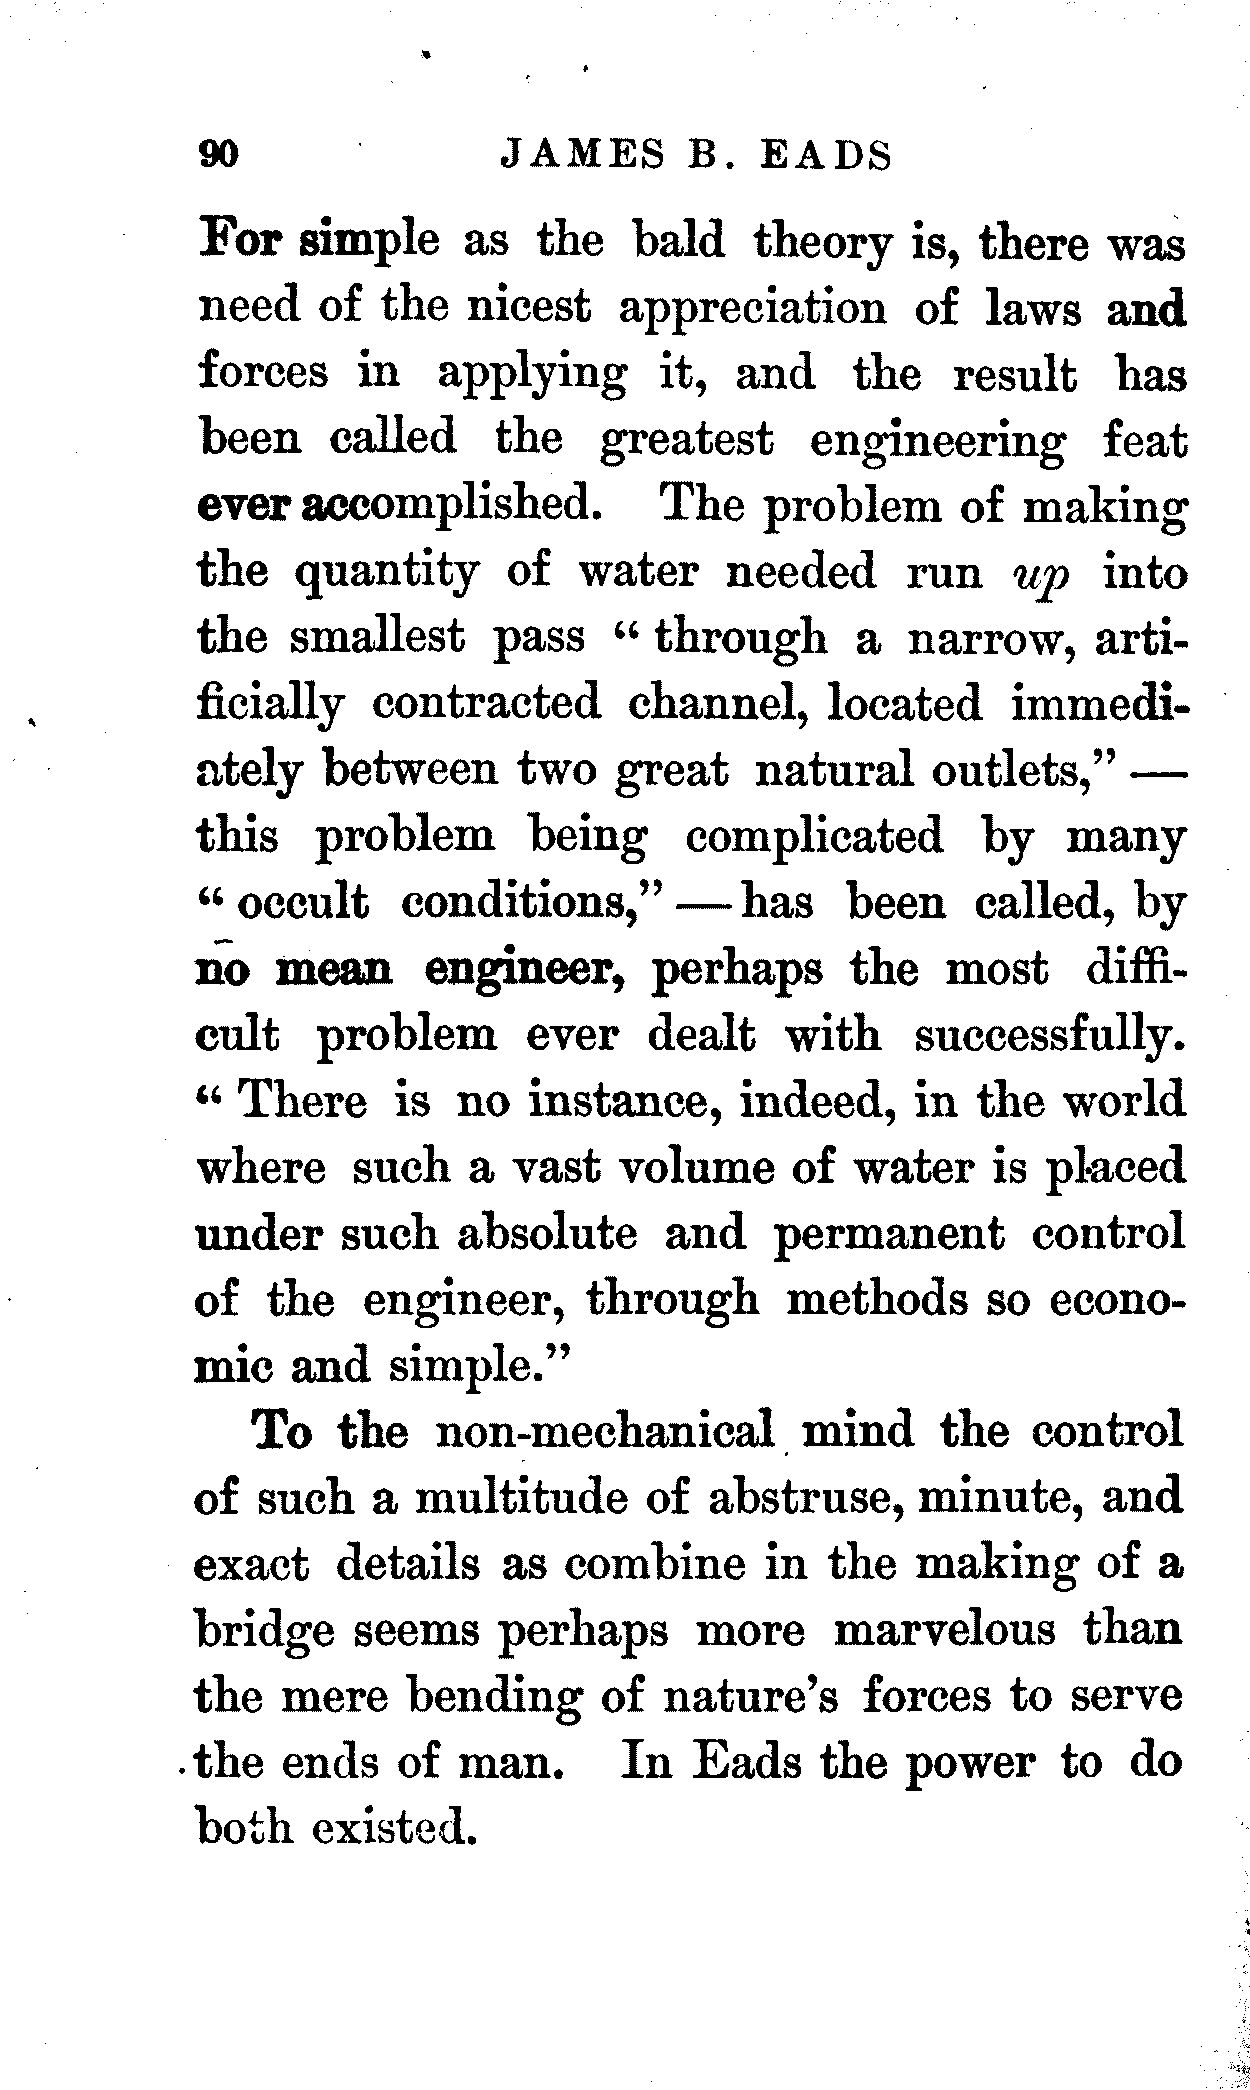 90 JAMES B. EADS
For simple as the bald theory is, there was
need of the nicest appreciation of laws and
forces in applying it, and the result has
been called the greatest engineering feat
ever accomplished. The problem of making
the quantity of water needed run up into
the smallest pass “ through a narrow, arti-
ficially contracted channel, located immedi-
ately between two great natural outlets,” —
this problem being complicated by many
“ occult conditions,” — has been called, by
no mean engineer, perhaps the most diffi-
cult problem ever dealt with successfully.
“ There is no instance, indeed, in the world
where such a vast volume of water is placed
under such absolute and permanent control
of the engineer, through methods so econo-
mic and simple.”
To the non-mechanical mind the control
of such a multitude of abstruse, minute, and
exact details as combine in the making of a
bridge seems perhaps more marvelous than
the mere bending of nature's forces to serve
the ends of man. In Eads the power to do
both existed.